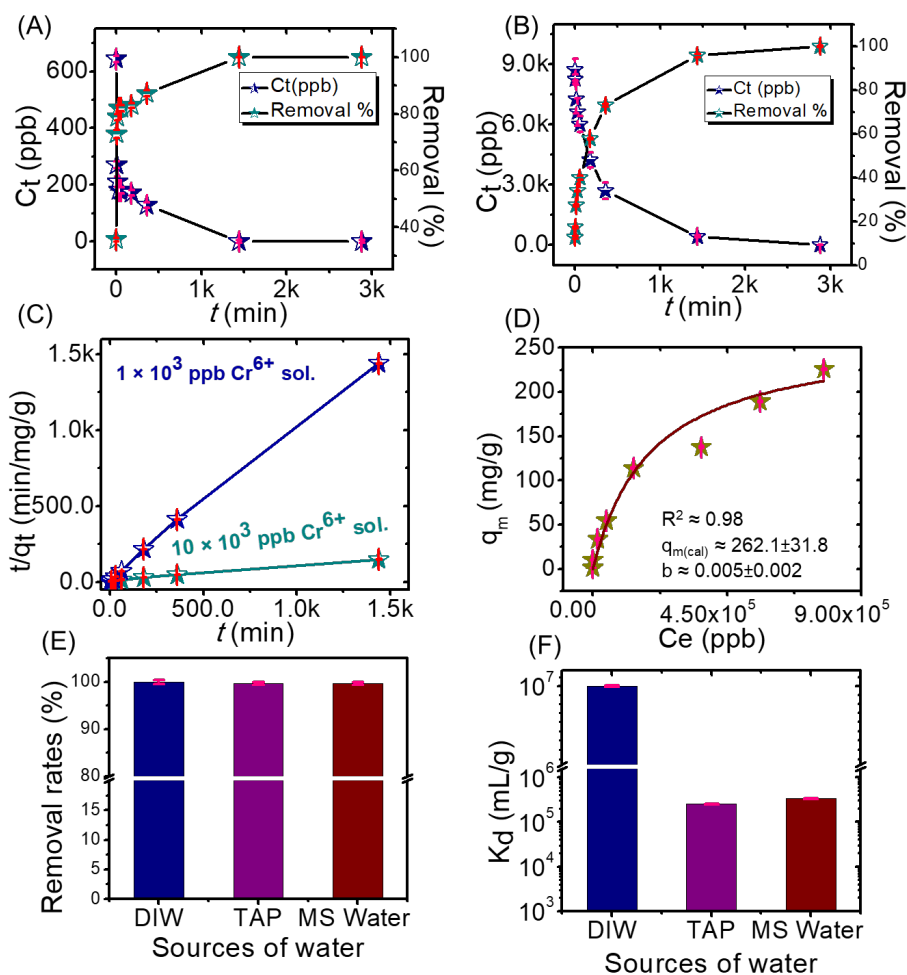 (A)
600
400
200
0
Ct (ppb)
100
80
60
40
Removal (%)
Ct(ppb)
Removal %
0 1k 2k 3k
t (min)
(B)
9.0k
6.0k
3.0k
0.0
Ct (ppb)
100
80
60
40
20
0
Removal (%)
Ct (ppb)
Removal %
0 1k 2k 3k
t (min)
(C)
1.5k
1.0k
500.0
0.0
t/qt (min/mg/g)
1 × 10³ ppb Cr⁶⁺ sol.
10 × 10³ ppb Cr⁶⁺ sol.
0.0 500.0 1.0k 1.5k
t (min)
(D)
250
200
150
100
50
0
qm (mg/g)
R² ≈ 0.98
qm(cal) ≈ 262.1±31.8
b ≈ 0.005±0.002
0.00 4.50x10⁵ 9.00x10⁵
Ce (ppb)
(E)
100
90
80
15
10
5
0
Removal rates (%)
DIW TAP MS Water
Sources of water
(F)
10⁷
10⁶
10⁵
10⁵
10⁴
10³
Kd (mL/g)
DIW TAP MS Water
Sources of water